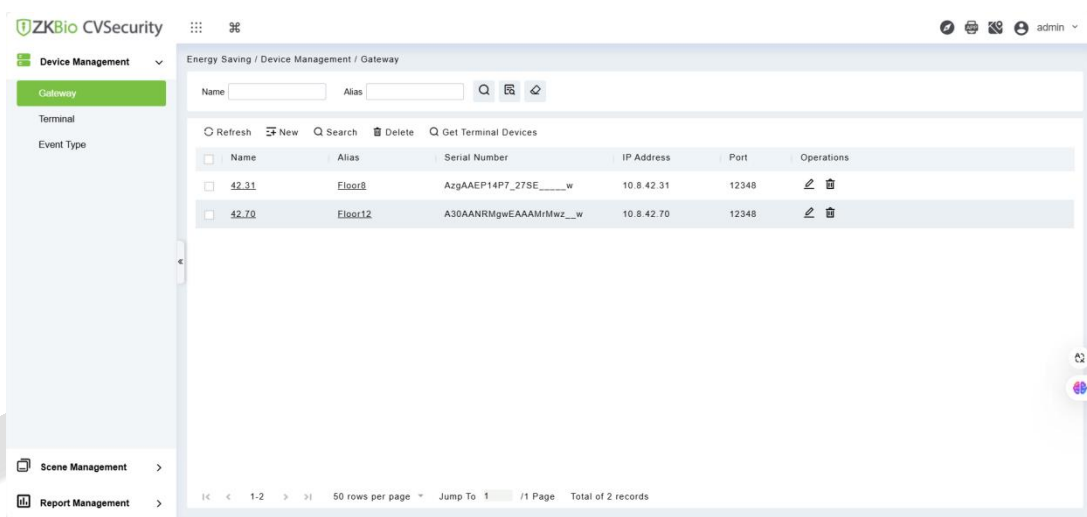 ZKBio CVSecurity
admin
Device Management
Gateway
Terminal
Event Type
Scene Management
Report Management
Energy Saving / Device Management / Gateway
Name Alias
Refresh New Search Delete Get Terminal Devices
Name Alias Serial Number IP Address Port Operations
42.31 Floor8 AzgAAEP14P7_27SE_____w 10.8.42.31 12348
42.70 Floor12 A30AANRMgwEAAAMrMwz__w 10.8.42.70 12348
1-2 50 rows per page Jump To 1 /1 Page Total of 2 records